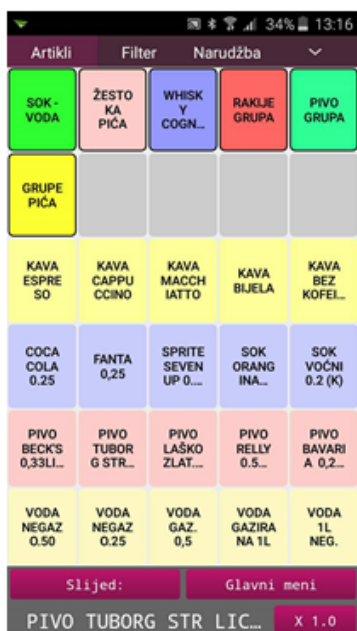 34% 13:16
Artikli Filter Narudžba
SOK -
VODA
ŽESTO
KA
PIĆA
WHISK
Y
COGN...
RAKIJE
GRUPA
PIVO
GRUPA
GRUPE
PIĆA
KAVA
ESPRE
SO
KAVA
CAPPU
CCINO
KAVA
MACCH
IATTO
KAVA
BIJELA
KAVA
BEZ
KOFEI...
COCA
COLA
0.25
FANTA
0,25
SPRITE
SEVEN
UP 0....
SOK
ORANG
INA...
SOK
VOĆNI
0.2 (K)
PIVO
BECK'S
0,33LI...
PIVO
TUBOR
G STR...
PIVO
LAŠKO
ZLAT....
PIVO
RELLY
0.5...
PIVO
BAVARI
A 0,2...
VODA
NEGAZ
0.50
VODA
NEGAZ
0.25
VODA
GAZ.
0,5
VODA
GAZIRA
NA 1L
VODA
1L
NEG.
Slijed: Glavni meni
PIVO TUBORG STR LIC... X 1.0